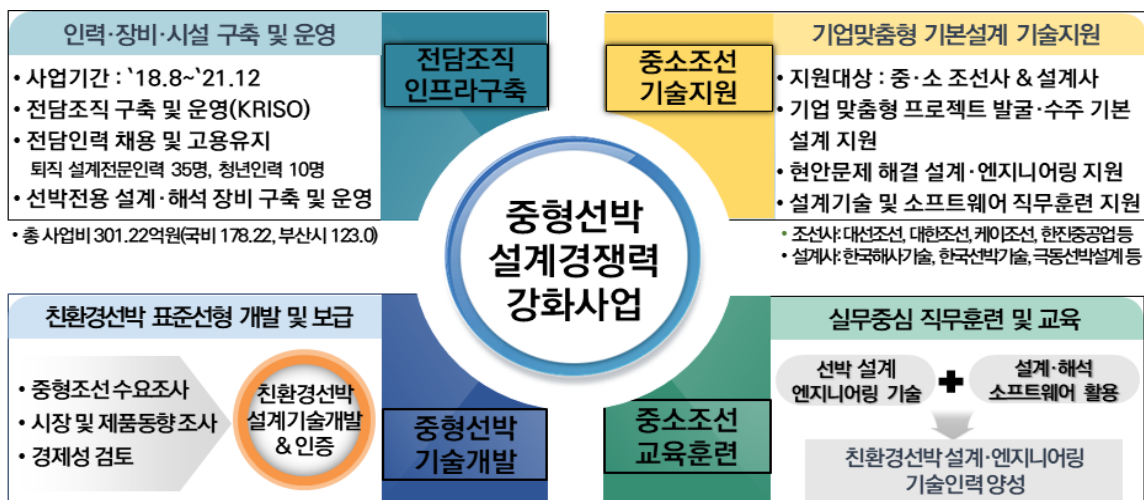 인력·장비·시설 구축 및 운영
• 사업기간 : `18.8~`21.12
• 전담조직 구축 및 운영(KRISO)
• 전담인력 채용 및 고용유지
퇴직 설계전문인력 35명, 청년인력 10명
• 선박전용 설계·해석 장비 구축 및 운영
• 총 사업비 301.22억원(국비 178.22, 부산시 123.0)
전담조직
인프라구축
중소조선
기술지원
기업맞춤형 기본설계 기술지원
• 지원대상 : 중·소 조선사 & 설계사
• 기업 맞춤형 프로젝트 발굴·수주 기본
설계 지원
• 현안문제 해결 설계·엔지니어링 지원
• 설계기술 및 소프트웨어 직무훈련 지원
• 조선사: 대선조선, 대한조선, 케이조선, 한진중공업 등
• 설계사: 한국해사기술, 한국선박기술, 극동선박설계 등
중형선박
설계경쟁력
강화사업
친환경선박 표준선형 개발 및 보급
• 중형조선 수요조사
• 시장 및 제품동향 조사
• 경제성 검토
친환경선박
설계기술개발
& 인증
중형선박
기술개발
중소조선
교육훈련
실무중심 직무훈련 및 교육
선박 설계
엔지니어링 기술
+
설계·해석
소프트웨어 활용
친환경선박 설계·엔지니어링
기술인력 양성